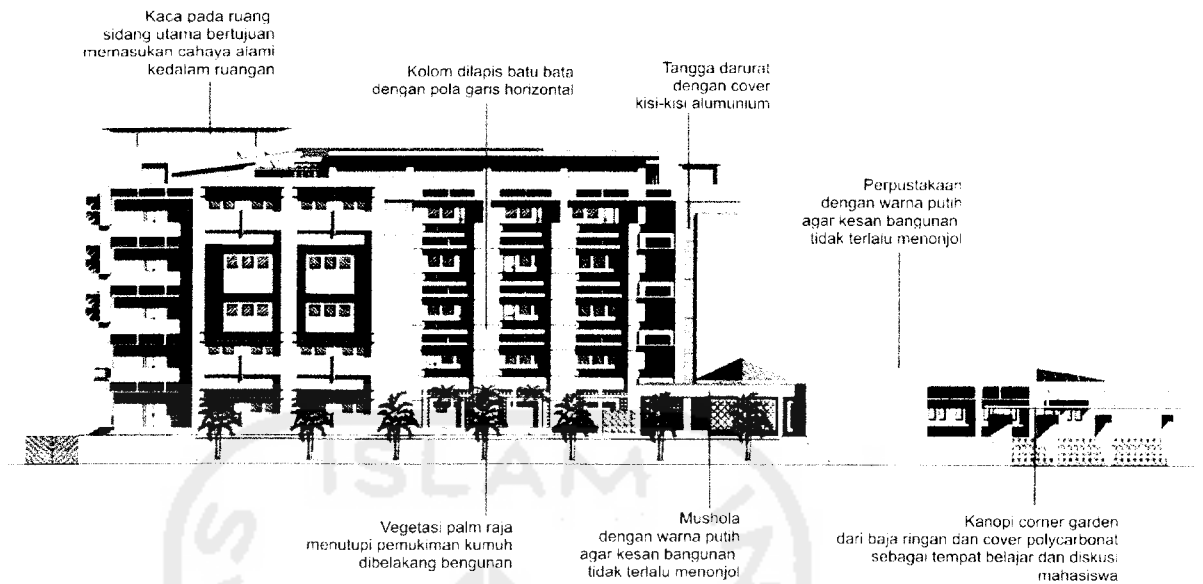 Kaca pada ruang
sidang utama bertujuan
memasukan cahaya alami
kedalam ruangan
Kolom dilapis batu bata
dengan pola garis horizontal
Tangga darurat
dengan cover
kisi-kisi alumunium
Perpustakaan
dengan warna putih
agar kesan bangunan
tidak terlalu menonjol
Vegetasi palm raja
menutupi pemukiman kumuh
dibelakang bengunan
Mushola
dengan warna putih
agar kesan bangunan
tidak terlalu menonjol
Kanopi corner garden
dari baja ringan dan cover polycarbonat
sebagai tempat belajar dan diskusi
mahasiswa
ISLAM